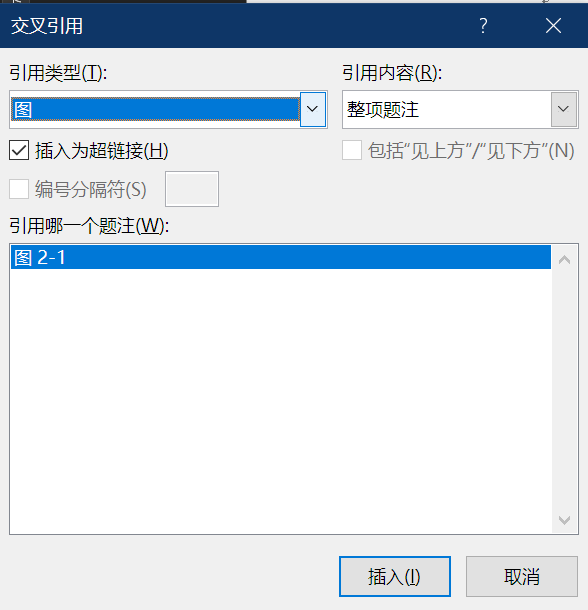 交叉引用
引用类型(T): 引用内容(R):
图 整项题注
插入为超链接(H) 包括“见上方”/“见下方”(N)
编号分隔符(S)
引用哪一个题注(W):
图 2-1
插入(I) 取消